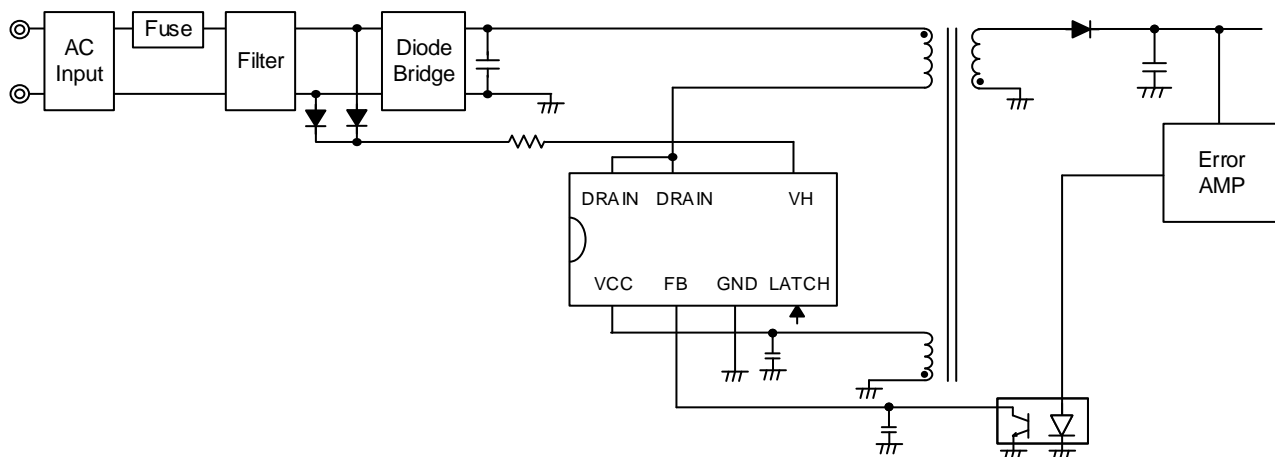 Fuse
AC
Input
Filter
Diode
Bridge
Error
AMP
DRAIN DRAIN VH
VCC FB GND LATCH